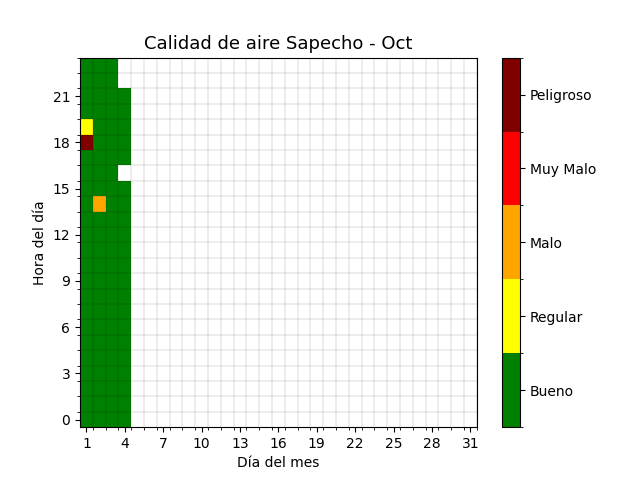 Calidad de aire Sapecho - Oct
Hora del día
21
18
15
12
9
6
3
0
1 4 7 10 13 16 19 22 25 28 31
Día del mes
Peligroso
Muy Malo
Malo
Regular
Bueno